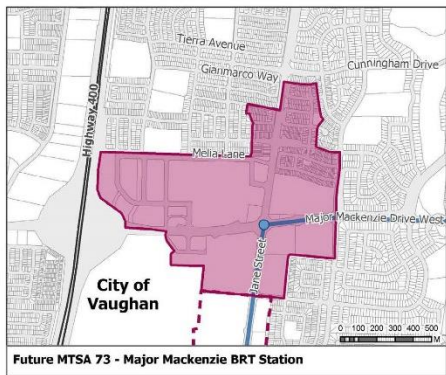 Tierra Avenue
Gianmarco Way
Cunningham Drive
Highway 400
Melia Lane
Major Mackenzie Drive West
Jane Street
City of
Vaughan
0 100 200 300 400 500
M
Future MTSA 73 - Major Mackenzie BRT Station